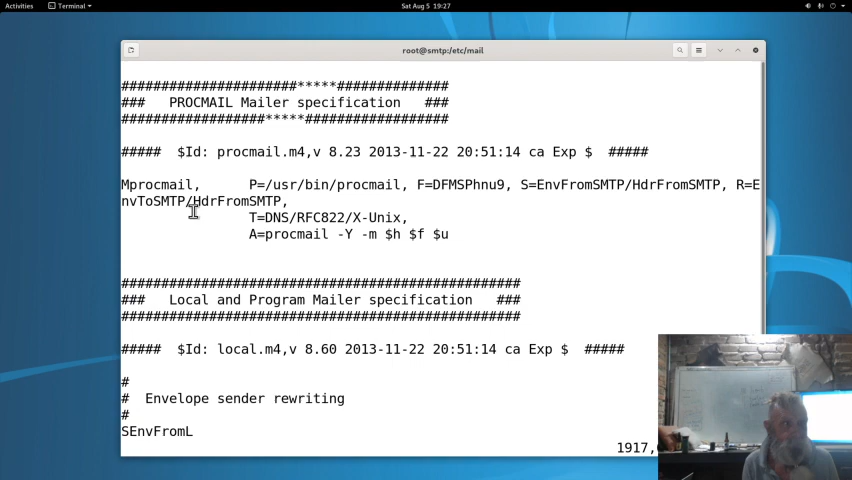 Activities
Terminal
Sat Aug 5 19:27
root@smtp:/etc/mail
######################*****##############
###   PROCMAIL Mailer specification   ###
##################*****##################
#####  $Id: procmail.m4,v 8.23 2013-11-22 20:51:14 ca Exp $  #####
Mprocmail,      P=/usr/bin/procmail, F=DFMSPhnu9, S=EnvFromSMTP/HdrFromSMTP, R=E
nvToSMTP/HdrFromSMTP,
T=DNS/RFC822/X-Unix,
A=procmail -Y -m $h $f $u
##################################################
###   Local and Program Mailer specification   ###
##################################################
#####  $Id: local.m4,v 8.60 2013-11-22 20:51:14 ca Exp $  #####
#
#  Envelope sender rewriting
#
SEnvFromL
1917,